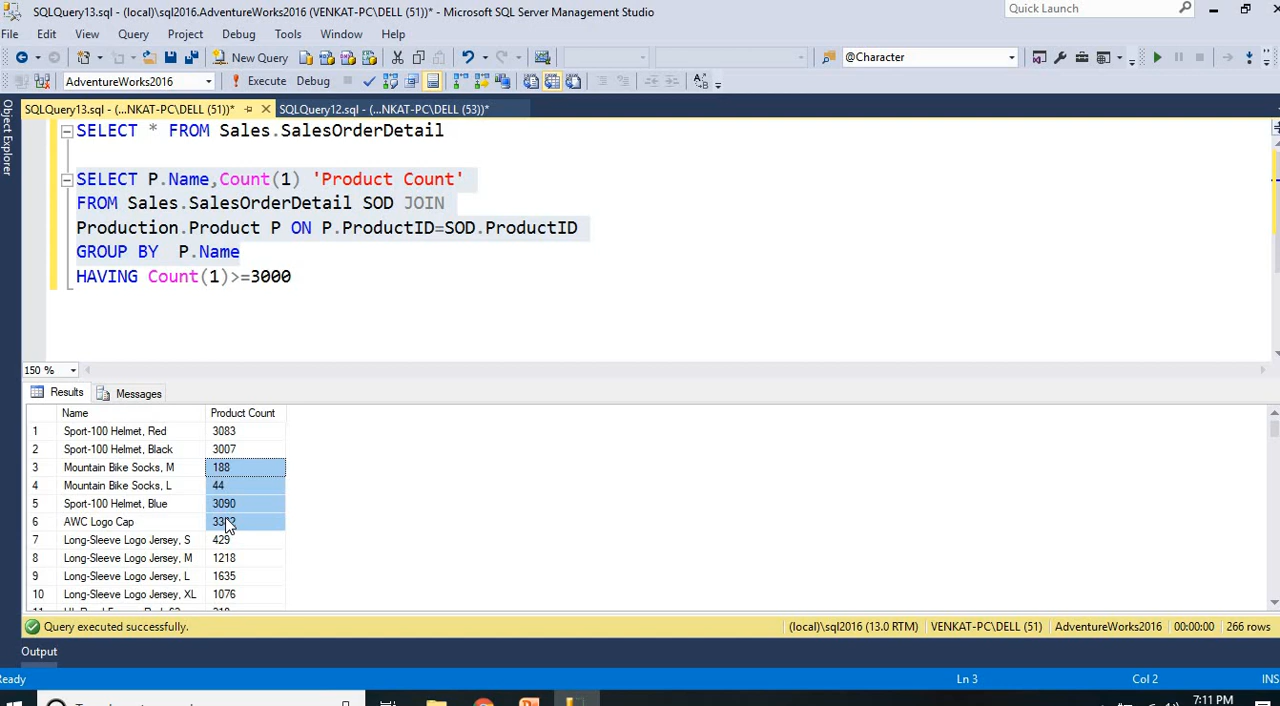 SQLQuery13.sql - (local)\sql2016.AdventureWorks2016 (VENKAT-PC\DELL (51))* - Microsoft SQL Server Management Studio
Quick Launch
File Edit View Query Project Debug Tools Window Help
New Query
@Character
AdventureWorks2016
Execute Debug
SQLQuery13.sql - (...NKAT-PC\DELL (51))*
SQLQuery12.sql - (...NKAT-PC\DELL (53))*
Object Explorer
SELECT * FROM Sales.SalesOrderDetail
SELECT P.Name,Count(1) 'Product Count'
FROM Sales.SalesOrderDetail SOD JOIN
Production.Product P ON P.ProductID=SOD.ProductID
GROUP BY  P.Name
HAVING Count(1)>=3000
150 %
Results Messages
Name Product Count
1 Sport-100 Helmet, Red 3083
2 Sport-100 Helmet, Black 3007
3 Mountain Bike Socks, M 188
4 Mountain Bike Socks, L 44
5 Sport-100 Helmet, Blue 3090
6 AWC Logo Cap
7 Long-Sleeve Logo Jersey, S 429
8 Long-Sleeve Logo Jersey, M 1218
9 Long-Sleeve Logo Jersey, L 1635
10 Long-Sleeve Logo Jersey, XL 1076
Query executed successfully.
(local)\sql2016 (13.0 RTM) VENKAT-PC\DELL (51) AdventureWorks2016 00:00:00 266 rows
Output
Ready Ln 3 Col 2 INS
7:11 PM